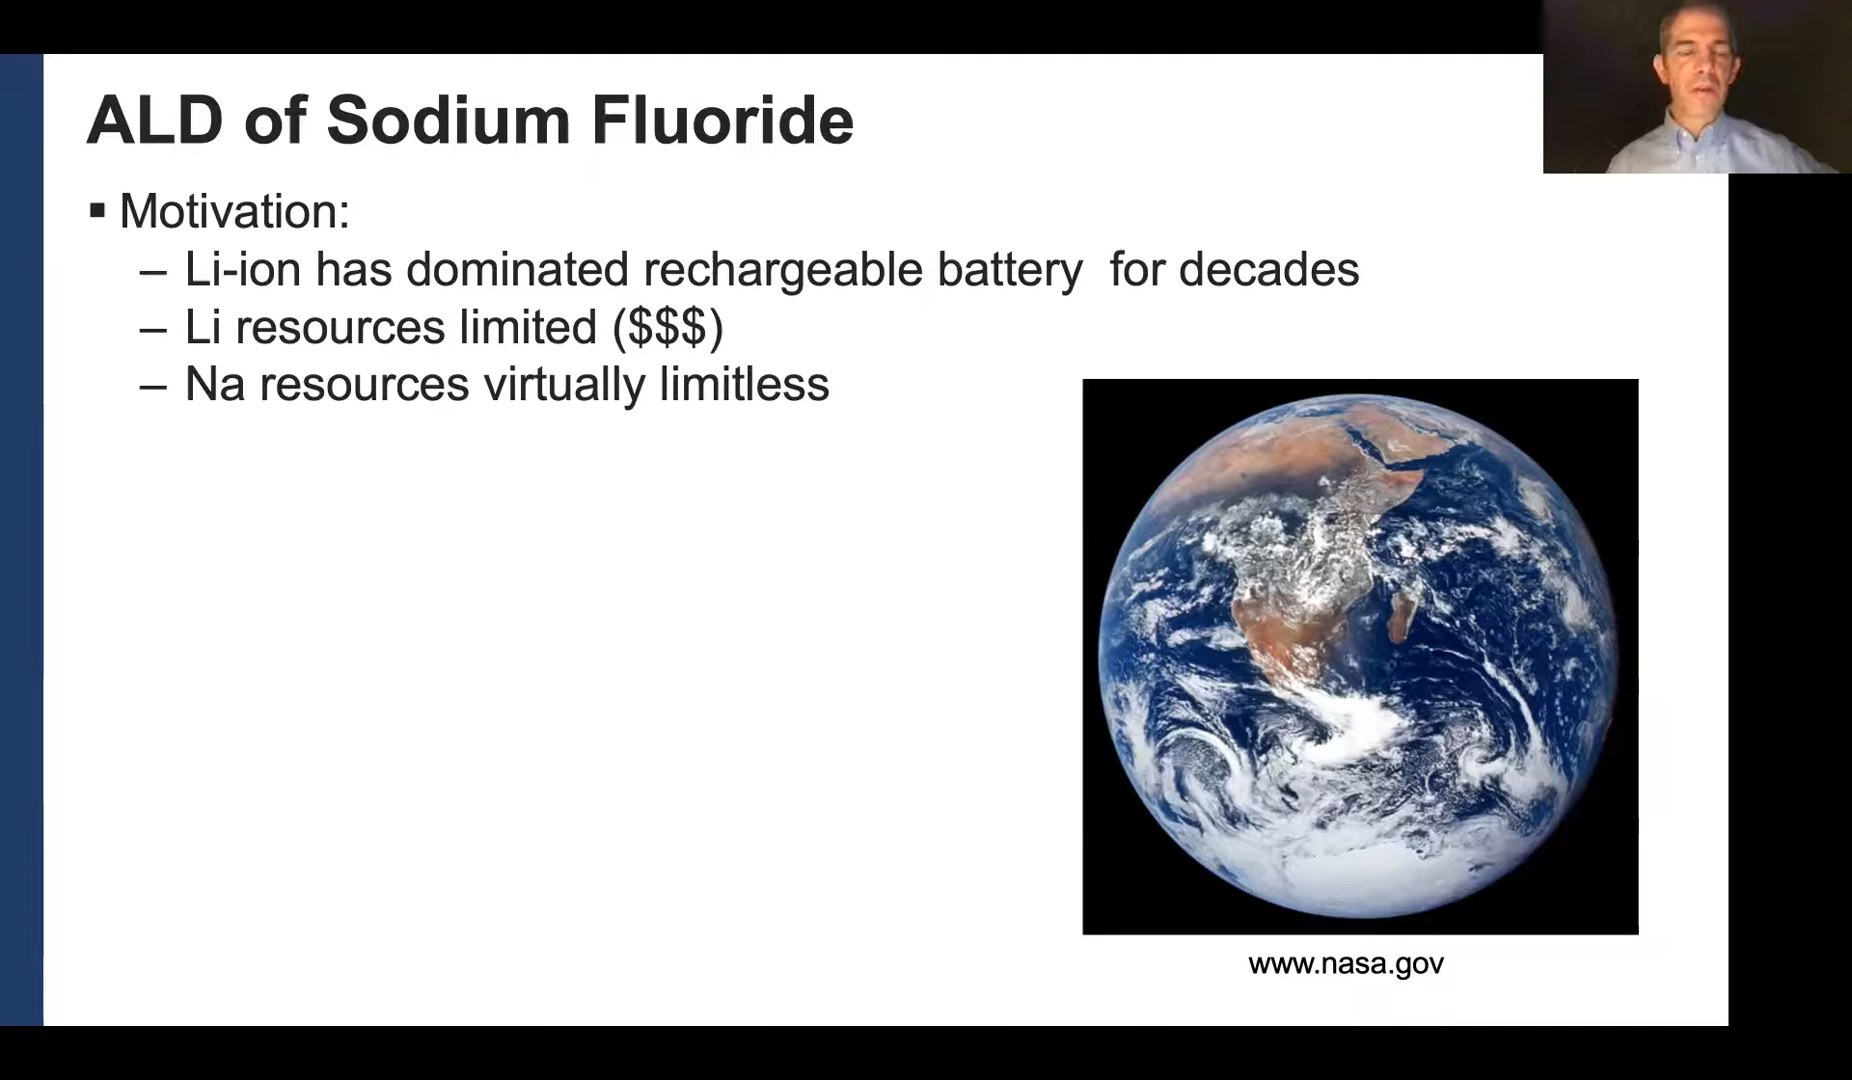 ALD of Sodium Fluoride
▪ Motivation:
– Li-ion has dominated rechargeable battery  for decades
– Li resources limited ($$$)
– Na resources virtually limitless
www.nasa.gov